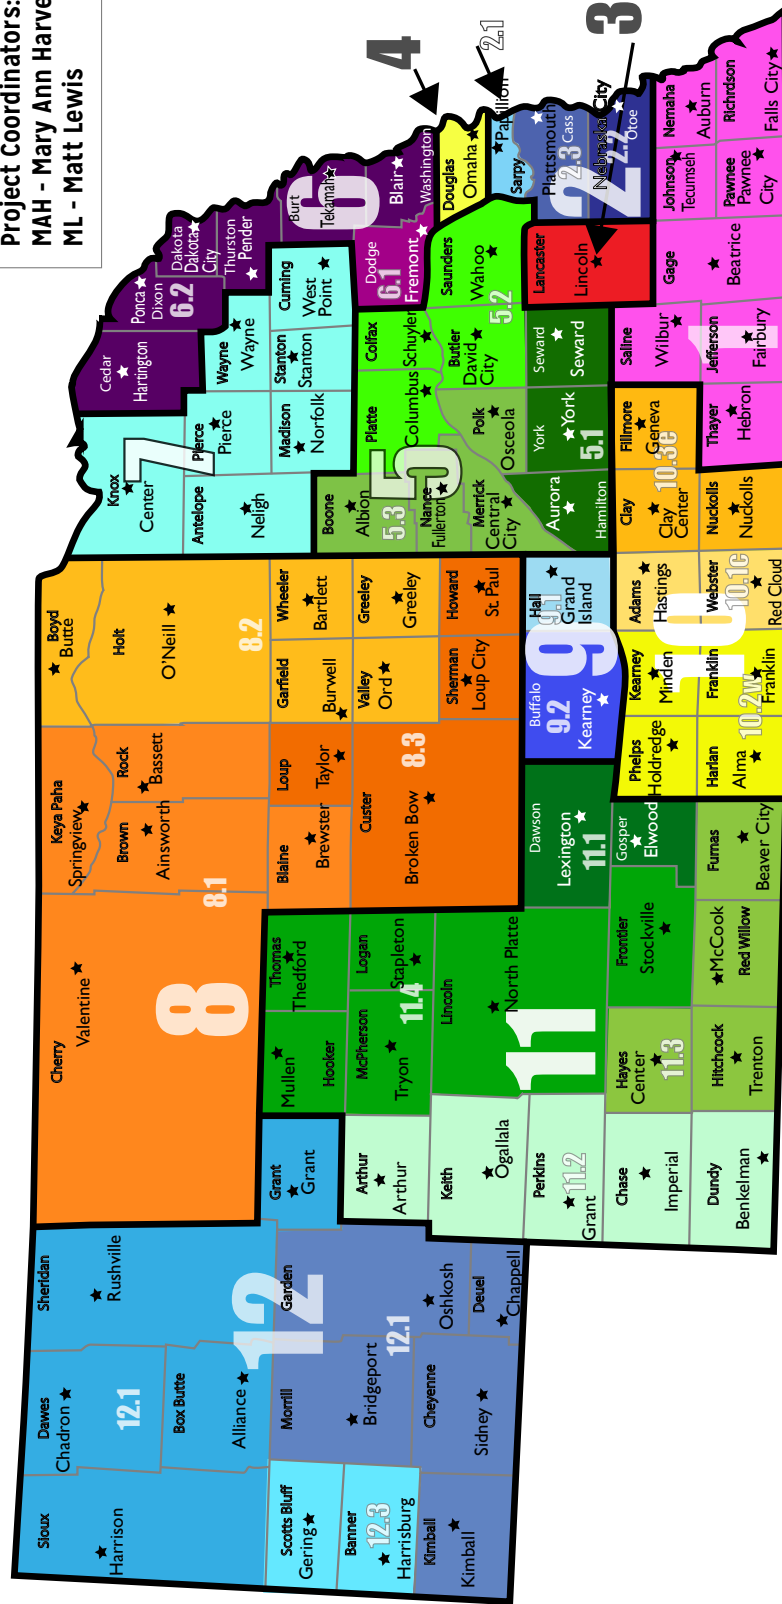 Project Coordinators:
MAH - Mary Ann Harve
ML - Matt Lewis
Sioux
Harrison
Dawes
Chadron
12.1
Sheridan
Rushville
Box Butte
Alliance
12
Scotts Bluff
Gering
Banner
12.3
Harrisburg
Kimball
Kimball
Morrill
Bridgeport
Garden
Oshkosh
12.1
Cheyenne
Sidney
Deuel
Chappell
Grant
Grant
Cherry
Valentine
8
8.1
Keya Paha
Springview
Brown
Ainsworth
Rock
Bassett
Boyd
Butte
Holt
O'Neill
8.2
Blaine
Brewster
Loup
Taylor
Garfield
Burwell
Wheeler
Bartlett
Custer
Broken Bow
8.3
Valley
Ord
Greeley
Greeley
Sherman
Loup City
Howard
St. Paul
Mullen
Hooker
Thomas
Thedford
Arthur
Arthur
McPherson
Tryon
Logan
Stapleton
11.4
Keith
Ogallala
Lincoln
North Platte
11
Perkins
Grant
11.2
Chase
Imperial
Dundy
Benkelman
Hayes
Center
11.3
Hitchcock
Trenton
Frontier
Stockville
McCook
Red Willow
Dawson
Lexington
11.1
Gosper
Elwood
Furnas
Beaver City
Buffalo
9.2
Kearney
9
Hall
9.1
Grand
Island
Phelps
Holdredge
Kearney
Minden
Adams
Hastings
Harlan
Alma
10.2w
Franklin
Franklin
10
Webster
10.1c
Red Cloud
Clay
Clay
Center
10.3e
Fillmore
Geneva
Nuckolls
Nuckolls
Thayer
Hebron
Knox
Center
7
Antelope
Neligh
Pierce
Pierce
Madison
Norfolk
Wayne
Wayne
Stanton
Stanton
Cuming
West
Point
Cedar
Harrington
Ponca
Dixon
6.2
Dakota
Dakota
City
Thurston
Pender
Burt
Tekamah
6
Blair
Washington
Dodge
6.1
Fremont
Boone
Albion
5.3
Nance
Fullerton
5
Platte
Columbus
Colfax
Schuyler
Merrick
Central
City
Polk
Osceola
Butler
David
City
5.2
Saunders
Wahoo
Aurora
Hamilton
York
York
5.1
Seward
Seward
4
Douglas
Omaha
2.1
Papillion
Sarpy
Plattsmouth
2.3
Cass
2
Nebraska City
2.2
Otoe
3
Lancaster
Lincoln
Saline
Wilbur
Jefferson
Fairbury
1
Gage
Beatrice
Johnson
Tecumseh
Nemaha
Auburn
Pawnee
Pawnee
City
Richrdson
Falls City